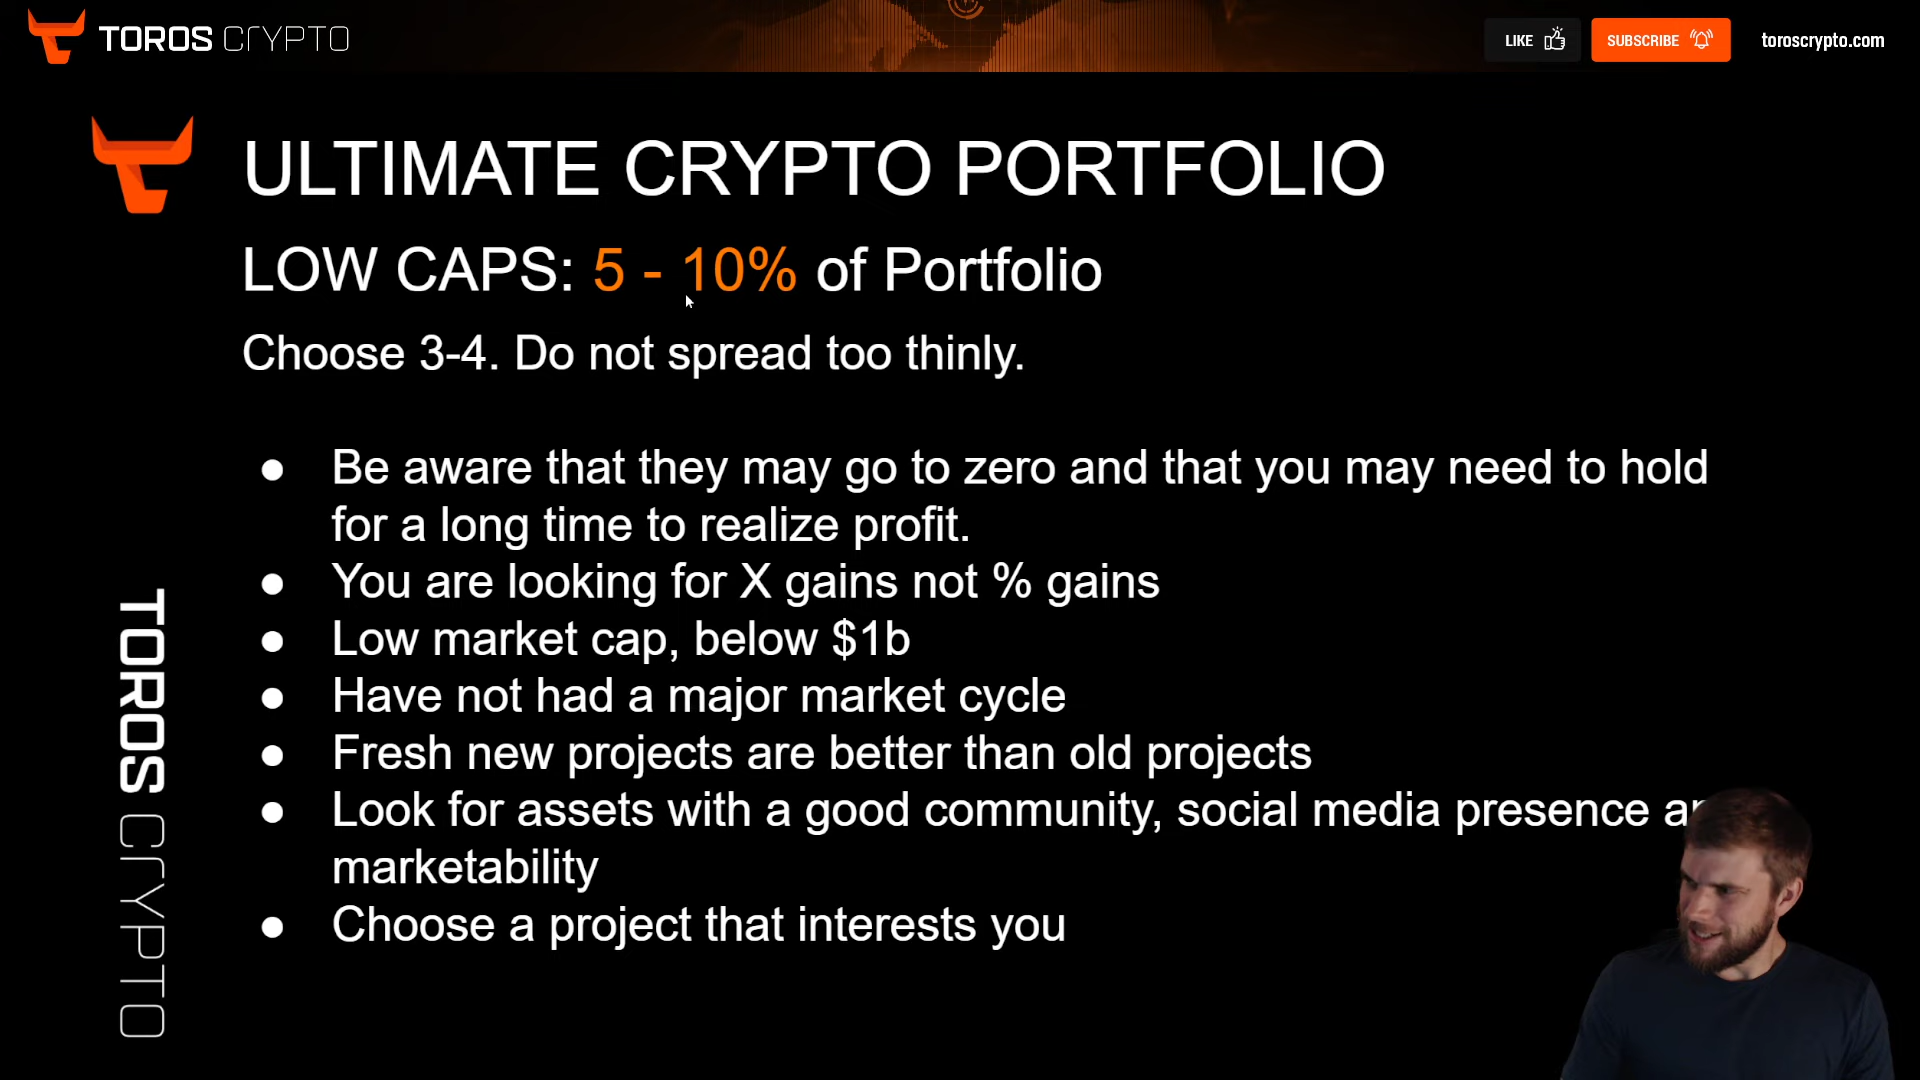 TOROS CRYPTO
LIKE
SUBSCRIBE
toroscrypto.com
ULTIMATE CRYPTO PORTFOLIO
LOW CAPS: 5 - 10% of Portfolio
Choose 3-4. Do not spread too thinly.
● Be aware that they may go to zero and that you may need to hold
for a long time to realize profit.
● You are looking for X gains not % gains
● Low market cap, below $1b
● Have not had a major market cycle
● Fresh new projects are better than old projects
● Look for assets with a good community, social media presence
marketability
● Choose a project that interests you
TOROS CRYPTO